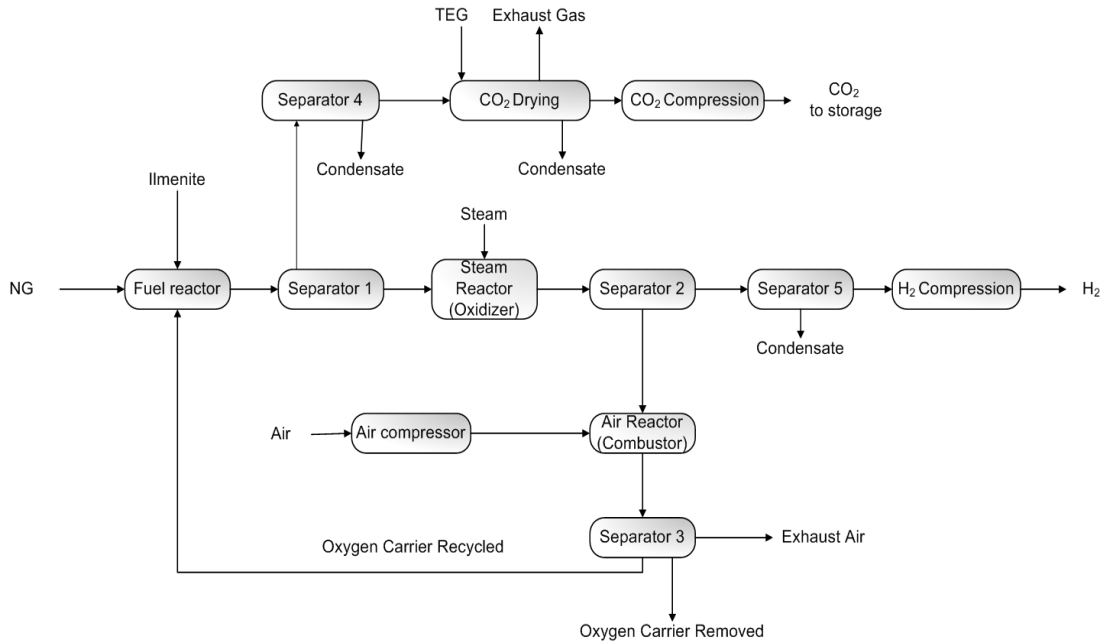 TEG
Exhaust Gas
Separator 4
CO₂ Drying
CO₂ Compression
CO₂
to storage
Condensate
Condensate
Ilmenite
Steam
NG
Fuel reactor
Separator 1
Steam
Reactor
(Oxidizer)
Separator 2
Separator 5
H₂ Compression
H₂
Condensate
Air
Air compressor
Air Reactor
(Combustor)
Separator 3
Exhaust Air
Oxygen Carrier Recycled
Oxygen Carrier Removed